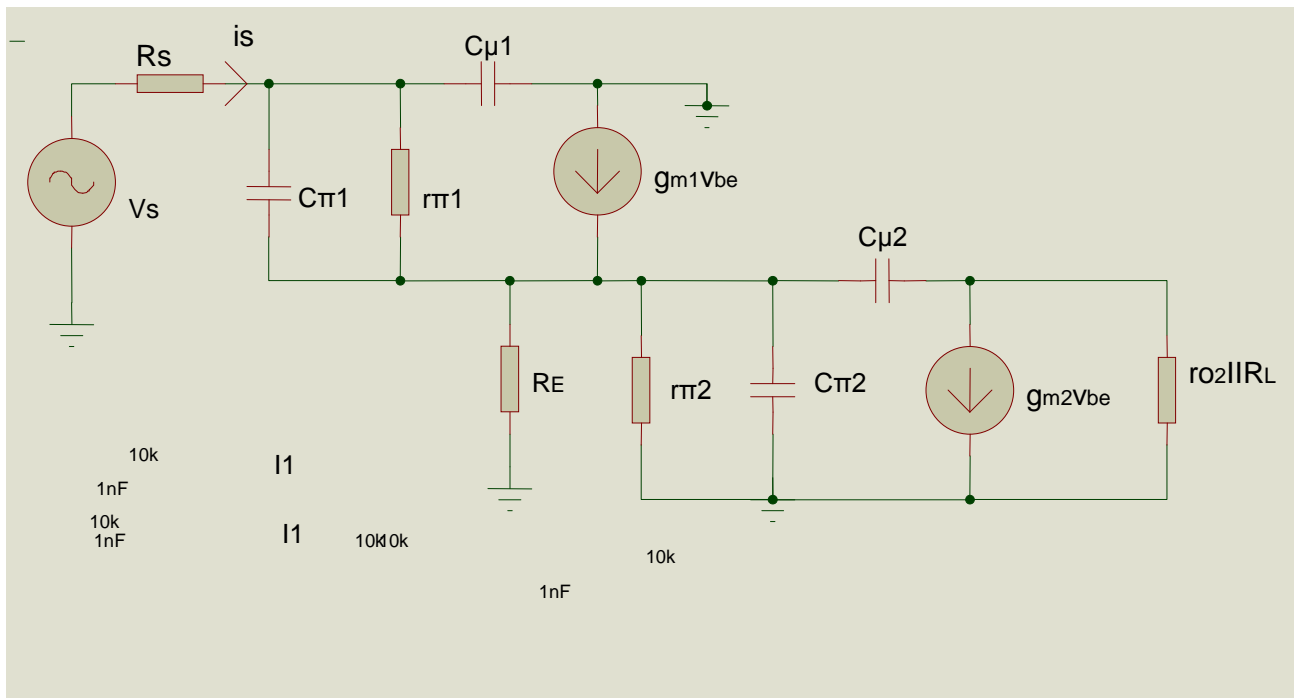 is
Rs
Cμ1
Vs
Cπ1
rπ1
gm1Vbe
Cμ2
RE
rπ2
Cπ2
gm2Vbe
ro2IIRL
10k
I1
1nF
10k
1nF
I1
10k10k
10k
1nF